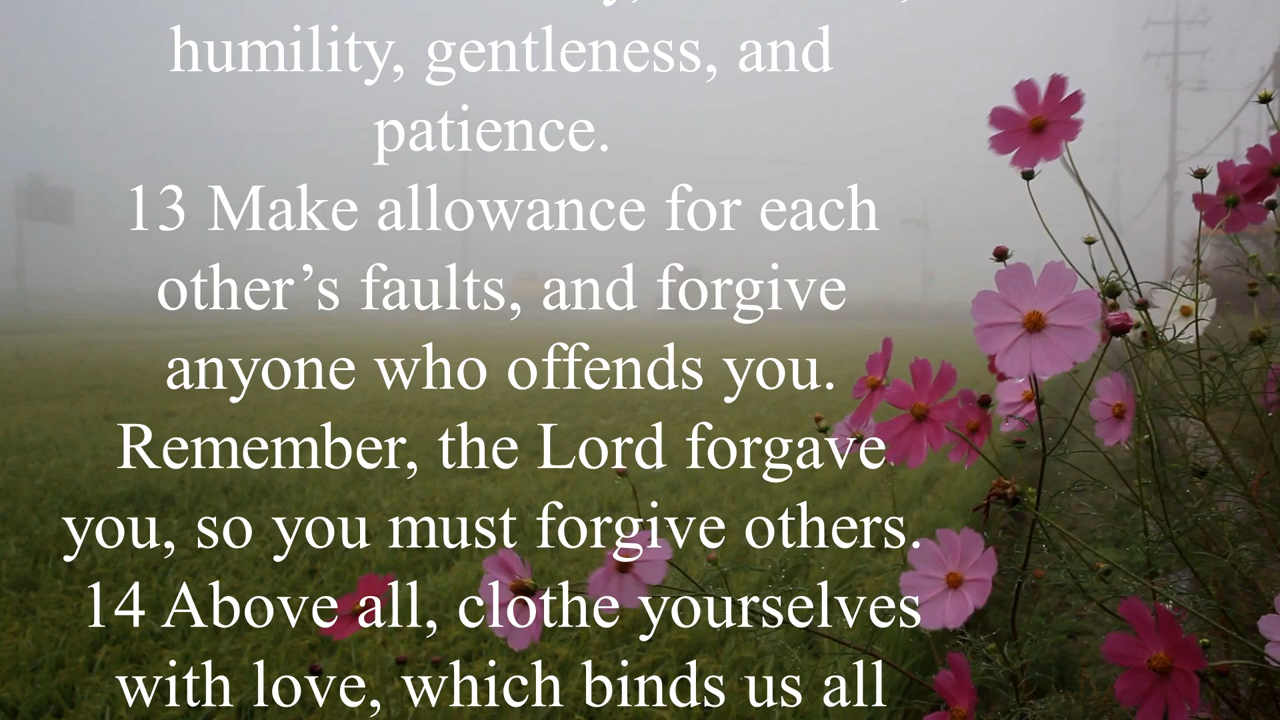 humility, gentleness, and
patience.
13 Make allowance for each
other’s faults, and forgive
anyone who offends you.
Remember, the Lord forgave
you, so you must forgive others.
14 Above all, clothe yourselves
with love, which binds us all